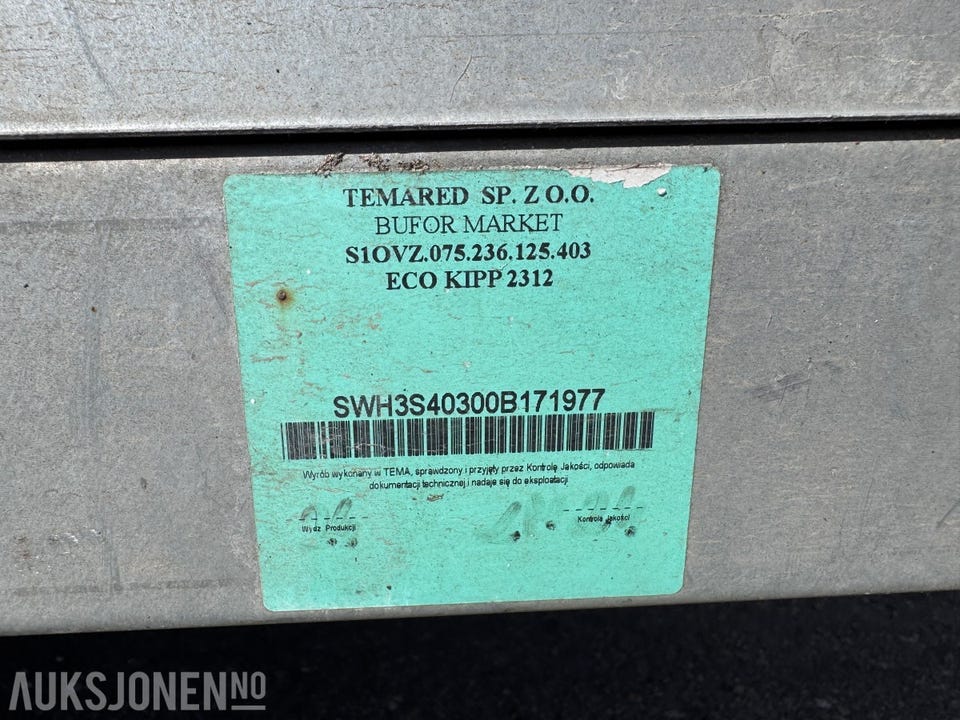 TEMARED SP. Z O.O.
BUFOR MARKET
S1OVZ.075.236.125.403
ECO KIPP 2312
SWH3S40300B171977
Wyrób wykonany w TEMA, sprawdzony i przyjęty przez Kontrolę Jakości, odpowiada
dokumentacji technicznej i nadaje się do eksploatacji
Wydz Produkcji
Kontrola Jakości
AUKSJONEN NO